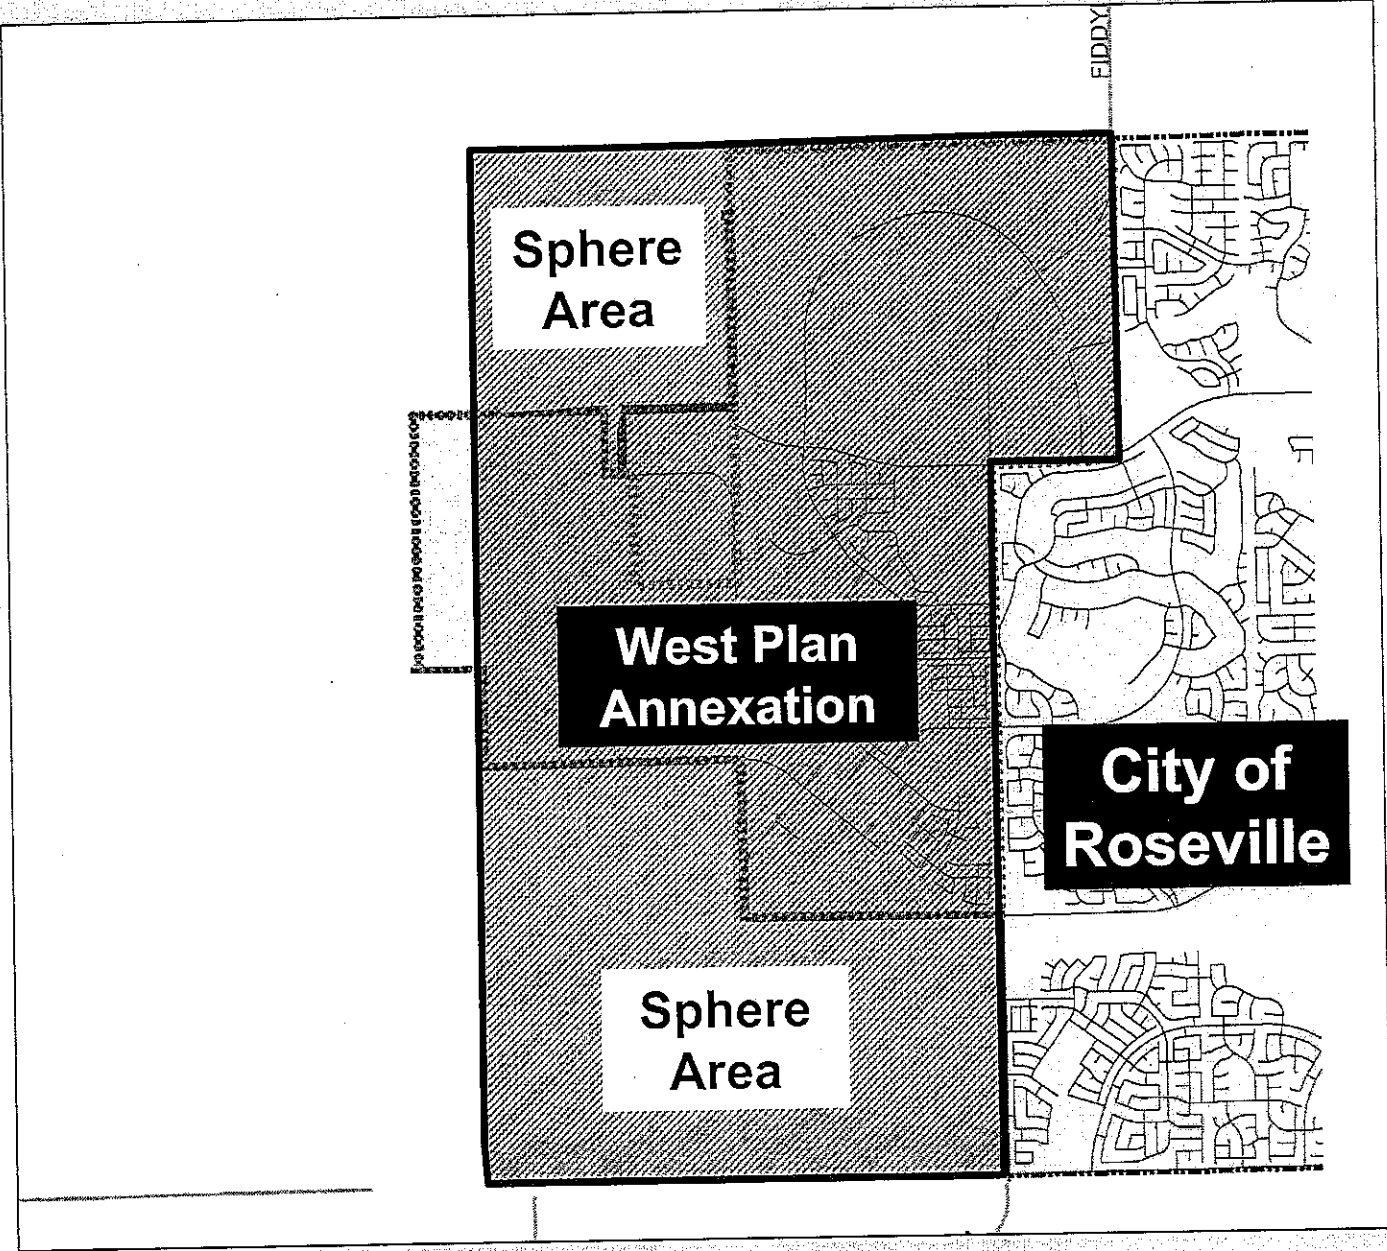 FIDDY
Sphere
Area
West Plan
Annexation
City of
Roseville
Sphere
Area